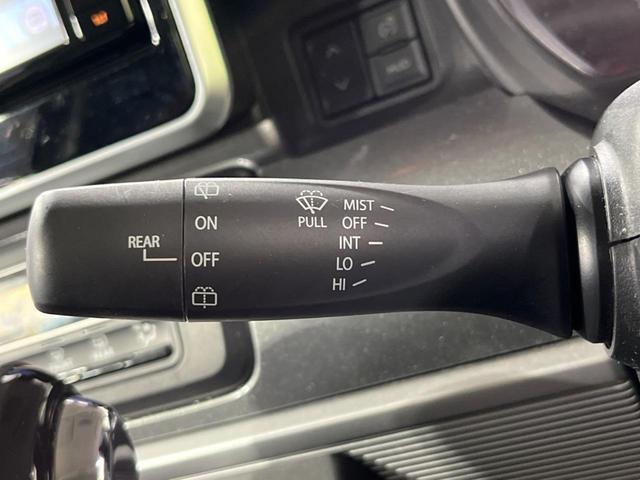 REAR
ON
OFF
PULL
MIST
OFF
INT
LO
HI